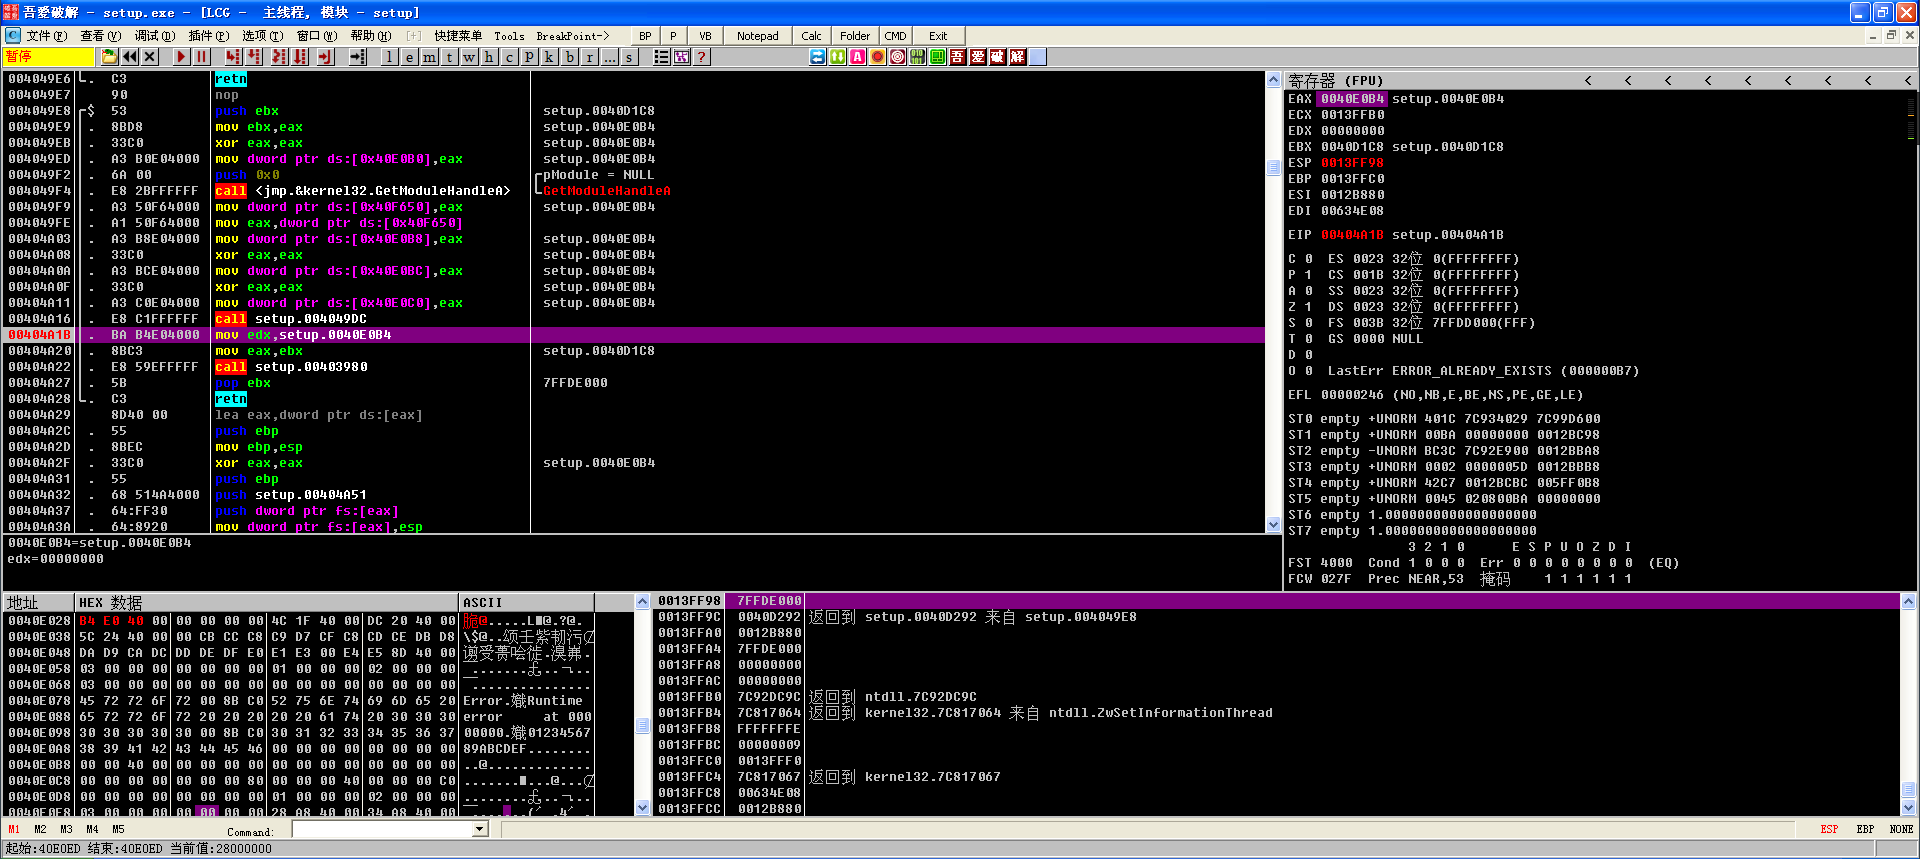 吾爱破解 - setup.exe - [LCG -  主线程, 模块 - setup]
文件(F) 查看(V) 调试(D) 插件(P) 选项(T) 窗口(W) 帮助(H) [+] 快捷菜单 Tools BreakPoint-> BP P VB Notepad Calc Folder CMD Exit
暂停 l e m t w h c p k b r ... s ? 吾 爱 破 解
004049E6 . C3 retn
004049E7 90 nop
004049E8 $ 53 push ebx setup.0040D1C8
004049E9 . 8BD8 mov ebx,eax setup.0040E0B4
004049EB . 33C0 xor eax,eax setup.0040E0B4
004049ED . A3 B0E04000 mov dword ptr ds:[0x40E0B0],eax setup.0040E0B4
004049F2 . 6A 00 push 0x0 pModule = NULL
004049F4 . E8 2BFFFFFF call <jmp.&kernel32.GetModuleHandleA> GetModuleHandleA
004049F9 . A3 50F64000 mov dword ptr ds:[0x40F650],eax setup.0040E0B4
004049FE . A1 50F64000 mov eax,dword ptr ds:[0x40F650]
00404A03 . A3 B8E04000 mov dword ptr ds:[0x40E0B8],eax setup.0040E0B4
00404A08 . 33C0 xor eax,eax setup.0040E0B4
00404A0A . A3 BCE04000 mov dword ptr ds:[0x40E0BC],eax setup.0040E0B4
00404A0F . 33C0 xor eax,eax setup.0040E0B4
00404A11 . A3 C0E04000 mov dword ptr ds:[0x40E0C0],eax setup.0040E0B4
00404A16 . E8 C1FFFFFF call setup.004049DC
00404A1B . BA B4E04000 mov edx,setup.0040E0B4
00404A20 . 8BC3 mov eax,ebx setup.0040D1C8
00404A22 . E8 59EFFFFF call setup.00403980
00404A27 . 5B pop ebx 7FFDE000
00404A28 . C3 retn
00404A29 8D40 00 lea eax,dword ptr ds:[eax]
00404A2C . 55 push ebp
00404A2D . 8BEC mov ebp,esp
00404A2F . 33C0 xor eax,eax setup.0040E0B4
00404A31 . 55 push ebp
00404A32 . 68 514A4000 push setup.00404A51
00404A37 . 64:FF30 push dword ptr fs:[eax]
00404A3A . 64:8920 mov dword ptr fs:[eax],esp
0040E0B4=setup.0040E0B4
edx=00000000
寄存器 (FPU) < < < < < < < < <
EAX 0040E0B4 setup.0040E0B4
ECX 0013FFB0
EDX 00000000
EBX 0040D1C8 setup.0040D1C8
ESP 0013FF98
EBP 0013FFC0
ESI 0012B880
EDI 00634E08
EIP 00404A1B setup.00404A1B
C 0 ES 0023 32位 0(FFFFFFFF)
P 1 CS 001B 32位 0(FFFFFFFF)
A 0 SS 0023 32位 0(FFFFFFFF)
Z 1 DS 0023 32位 0(FFFFFFFF)
S 0 FS 003B 32位 7FFDD000(FFF)
T 0 GS 0000 NULL
D 0
O 0 LastErr ERROR_ALREADY_EXISTS (000000B7)
EFL 00000246 (NO,NB,E,BE,NS,PE,GE,LE)
ST0 empty +UNORM 401C 7C934029 7C99D600
ST1 empty +UNORM 00BA 00000000 0012BC98
ST2 empty -UNORM BC3C 7C92E900 0012BBA8
ST3 empty +UNORM 0002 0000005D 0012BBB8
ST4 empty +UNORM 42C7 0012BCBC 005FF0B8
ST5 empty +UNORM 0045 020800BA 00000000
ST6 empty 1.0000000000000000000
ST7 empty 1.0000000000000000000
3 2 1 0 E S P U O Z D I
FST 4000 Cond 1 0 0 0 Err 0 0 0 0 0 0 0 0 (EQ)
FCW 027F Prec NEAR,53 掩码 1 1 1 1 1 1
地址 HEX 数据 ASCII
0040E028 B4 E0 40 00 00 00 00 00 4C 1F 40 00 DC 20 40 00
0040E038 5C 24 40 00 00 CB CC C8 C9 D7 CF C8 CD CE DB D8
0040E048 DA D9 CA DC DD DE DF E0 E1 E3 00 E4 E5 8D 40 00
0040E058 03 00 00 00 00 00 00 00 01 00 00 00 02 00 00 00
0040E068 03 00 00 00 00 00 00 00 00 00 00 00 00 00 00 00
0040E078 45 72 72 6F 72 00 8B C0 52 75 6E 74 69 6D 65 20 Error.嬂Runtime
0040E088 65 72 72 6F 72 20 20 20 20 20 61 74 20 30 30 30 error     at 000
0040E098 30 30 30 30 30 00 8B C0 30 31 32 33 34 35 36 37 00000.嬂01234567
0040E0A8 38 39 41 42 43 44 45 46 00 00 00 00 00 00 00 00 89ABCDEF........
0040E0B8 00 00 40 00 00 00 00 00 00 00 00 00 00 00 00 00 ..@.............
0040E0C8 00 00 00 00 00 00 00 80 00 00 00 40 00 00 00 C0
0040E0D8 00 00 00 00 00 00 00 00 01 00 00 00 02 00 00 00
0040E0E8 03 00 00 00 00 00 00 00 28 A8 40 00 34 A8 40 00
0013FF98 7FFDE000
0013FF9C 0040D292 返回到 setup.0040D292 来自 setup.004049E8
0013FFA0 0012B880
0013FFA4 7FFDE000
0013FFA8 00000000
0013FFAC 00000000
0013FFB0 7C92DC9C 返回到 ntdll.7C92DC9C
0013FFB4 7C817064 返回到 kernel32.7C817064 来自 ntdll.ZwSetInformationThread
0013FFB8 FFFFFFFE
0013FFBC 00000009
0013FFC0 0013FFF0
0013FFC4 7C817067 返回到 kernel32.7C817067
0013FFC8 00634E08
0013FFCC 0012B880
M1 M2 M3 M4 M5 Command: ESP EBP NONE
起始:40E0ED 结束:40E0ED 当前值:28000000